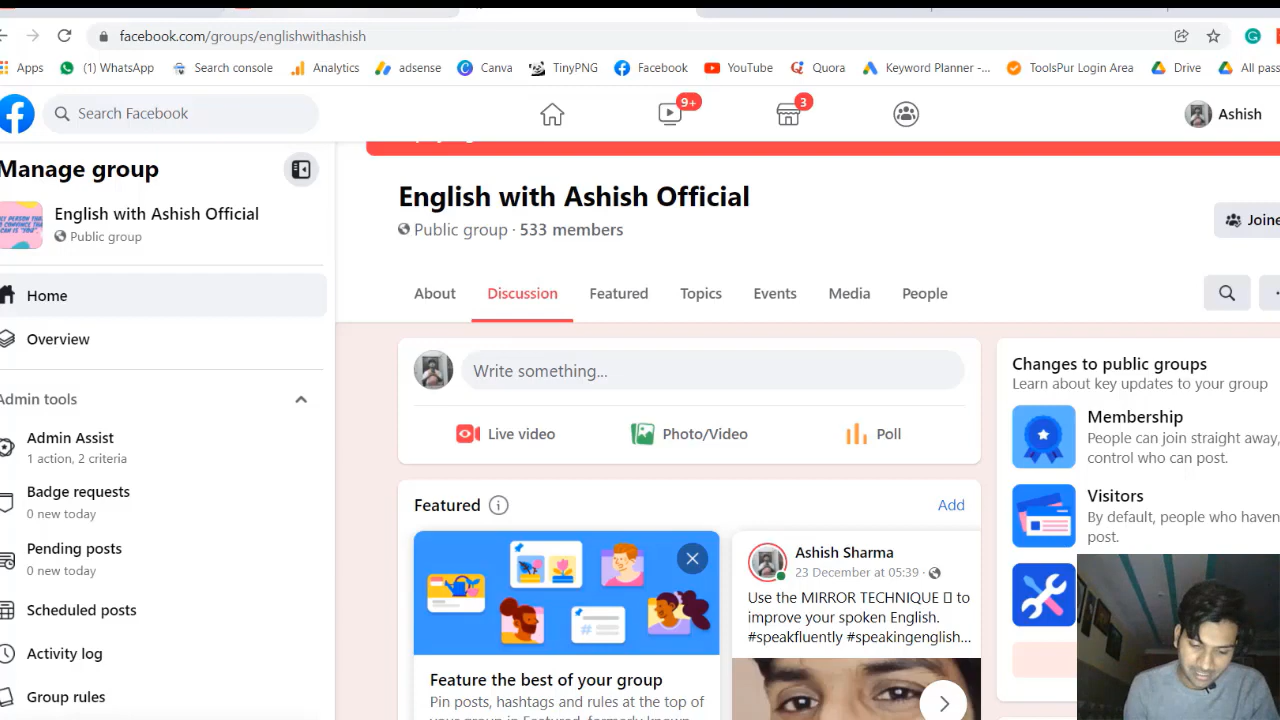 facebook.com/groups/englishwithashish
Apps (1) WhatsApp Search console Analytics adsense Canva TinyPNG Facebook YouTube Quora Keyword Planner -... ToolsPur Login Area Drive All pass
Search Facebook
9+
3
Ashish
Manage group
English with Ashish Official
Public group
Home
Overview
Admin tools
Admin Assist
1 action, 2 criteria
Badge requests
0 new today
Pending posts
0 new today
Scheduled posts
Activity log
Group rules
English with Ashish Official
Public group · 533 members
Joine
About Discussion Featured Topics Events Media People
Write something...
Live video Photo/Video Poll
Featured
Add
Feature the best of your group
Pin posts, hashtags and rules at the top of
Ashish Sharma
23 December at 05:39 ·
Use the MIRROR TECHNIQUE to
improve your spoken English.
#speakfluently #speakingenglish...
Changes to public groups
Learn about key updates to your group
Membership
People can join straight away,
control who can post.
Visitors
By default, people who haven
post.